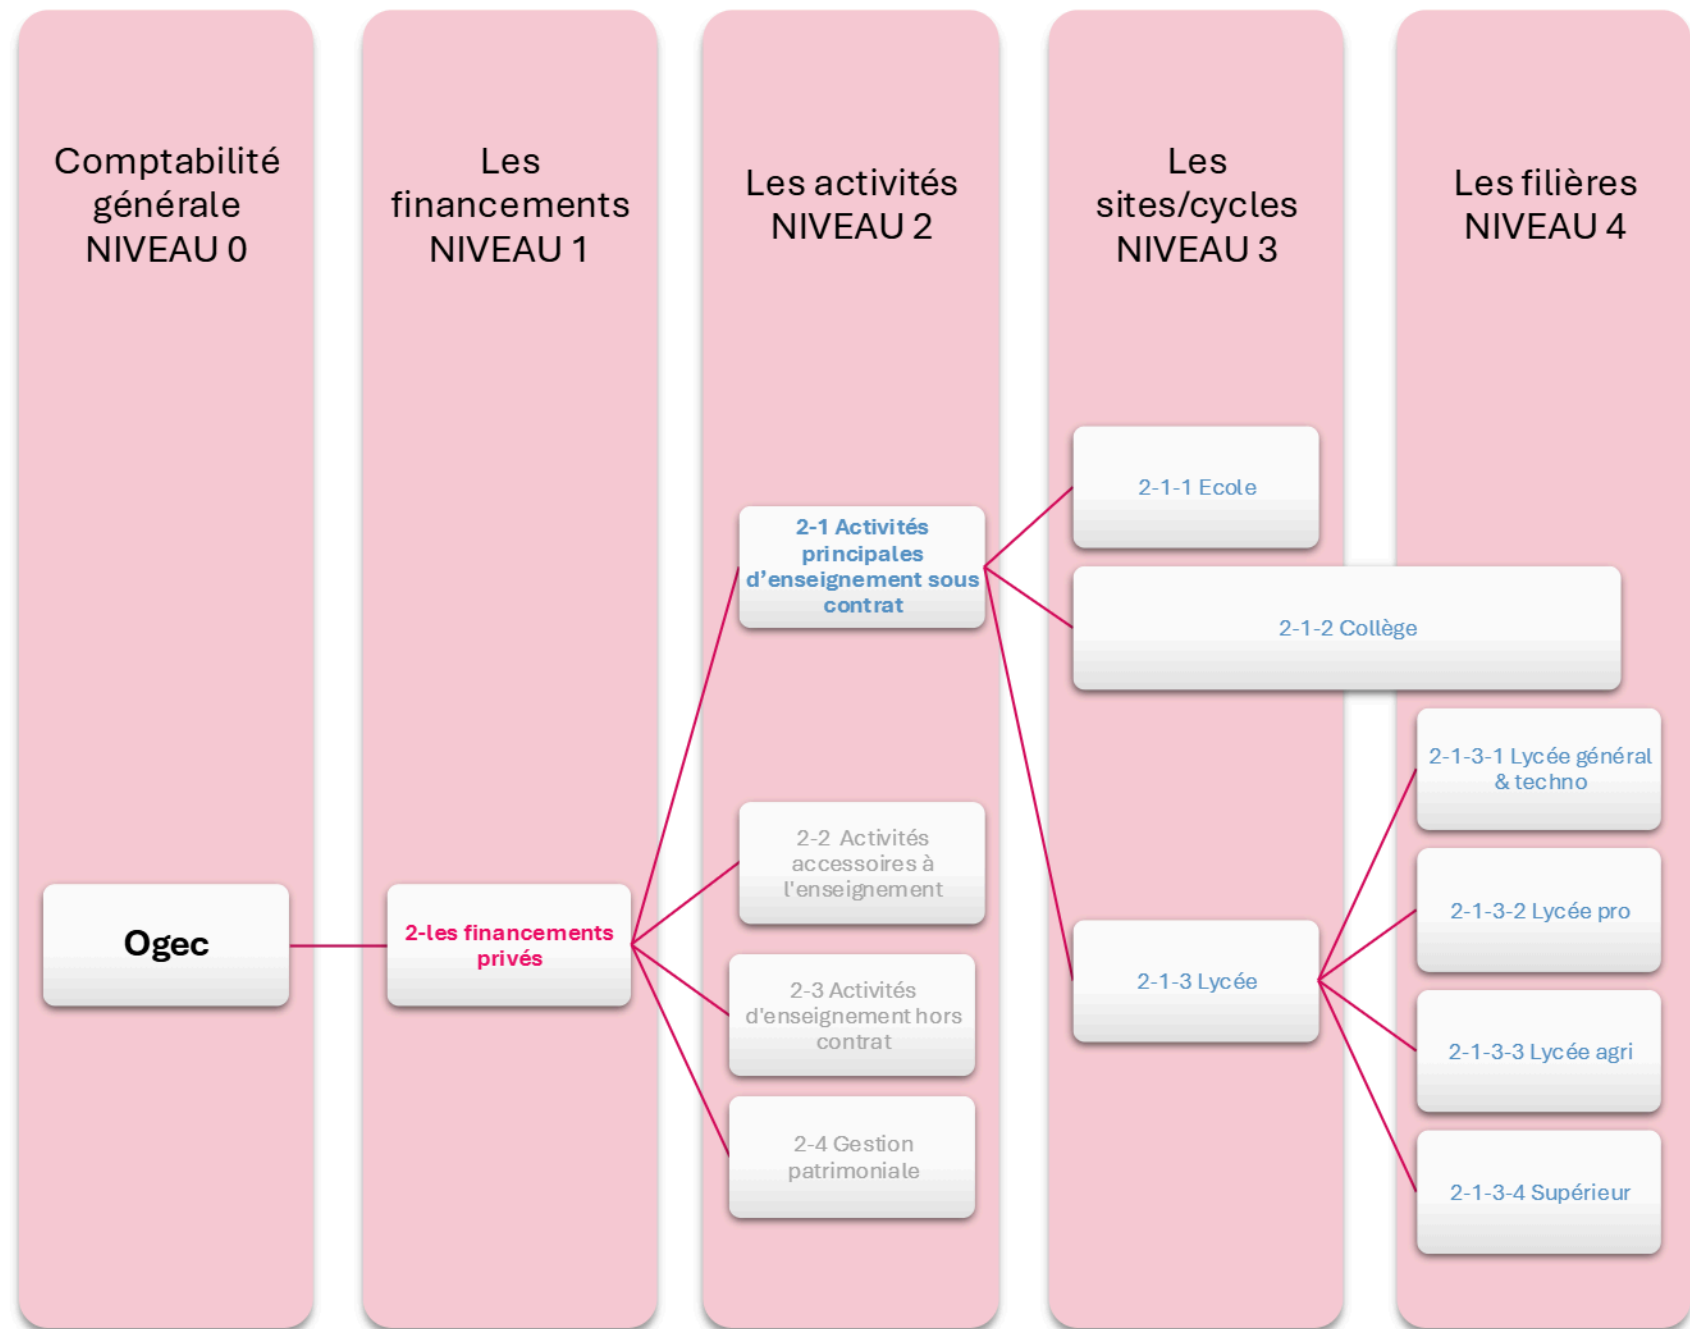 Comptabilité
générale
NIVEAU 0
Les
financements
NIVEAU 1
Les activités
NIVEAU 2
Les
sites/cycles
NIVEAU 3
Les filières
NIVEAU 4
Ogec
2-les financements
privés
2-1 Activités
principales
d’enseignement sous
contrat
2-2 Activités
accessoires à
l'enseignement
2-3 Activités
d'enseignement hors
contrat
2-4 Gestion
patrimoniale
2-1-1 Ecole
2-1-2 Collège
2-1-3 Lycée
2-1-3-1 Lycée général
& techno
2-1-3-2 Lycée pro
2-1-3-3 Lycée agri
2-1-3-4 Supérieur